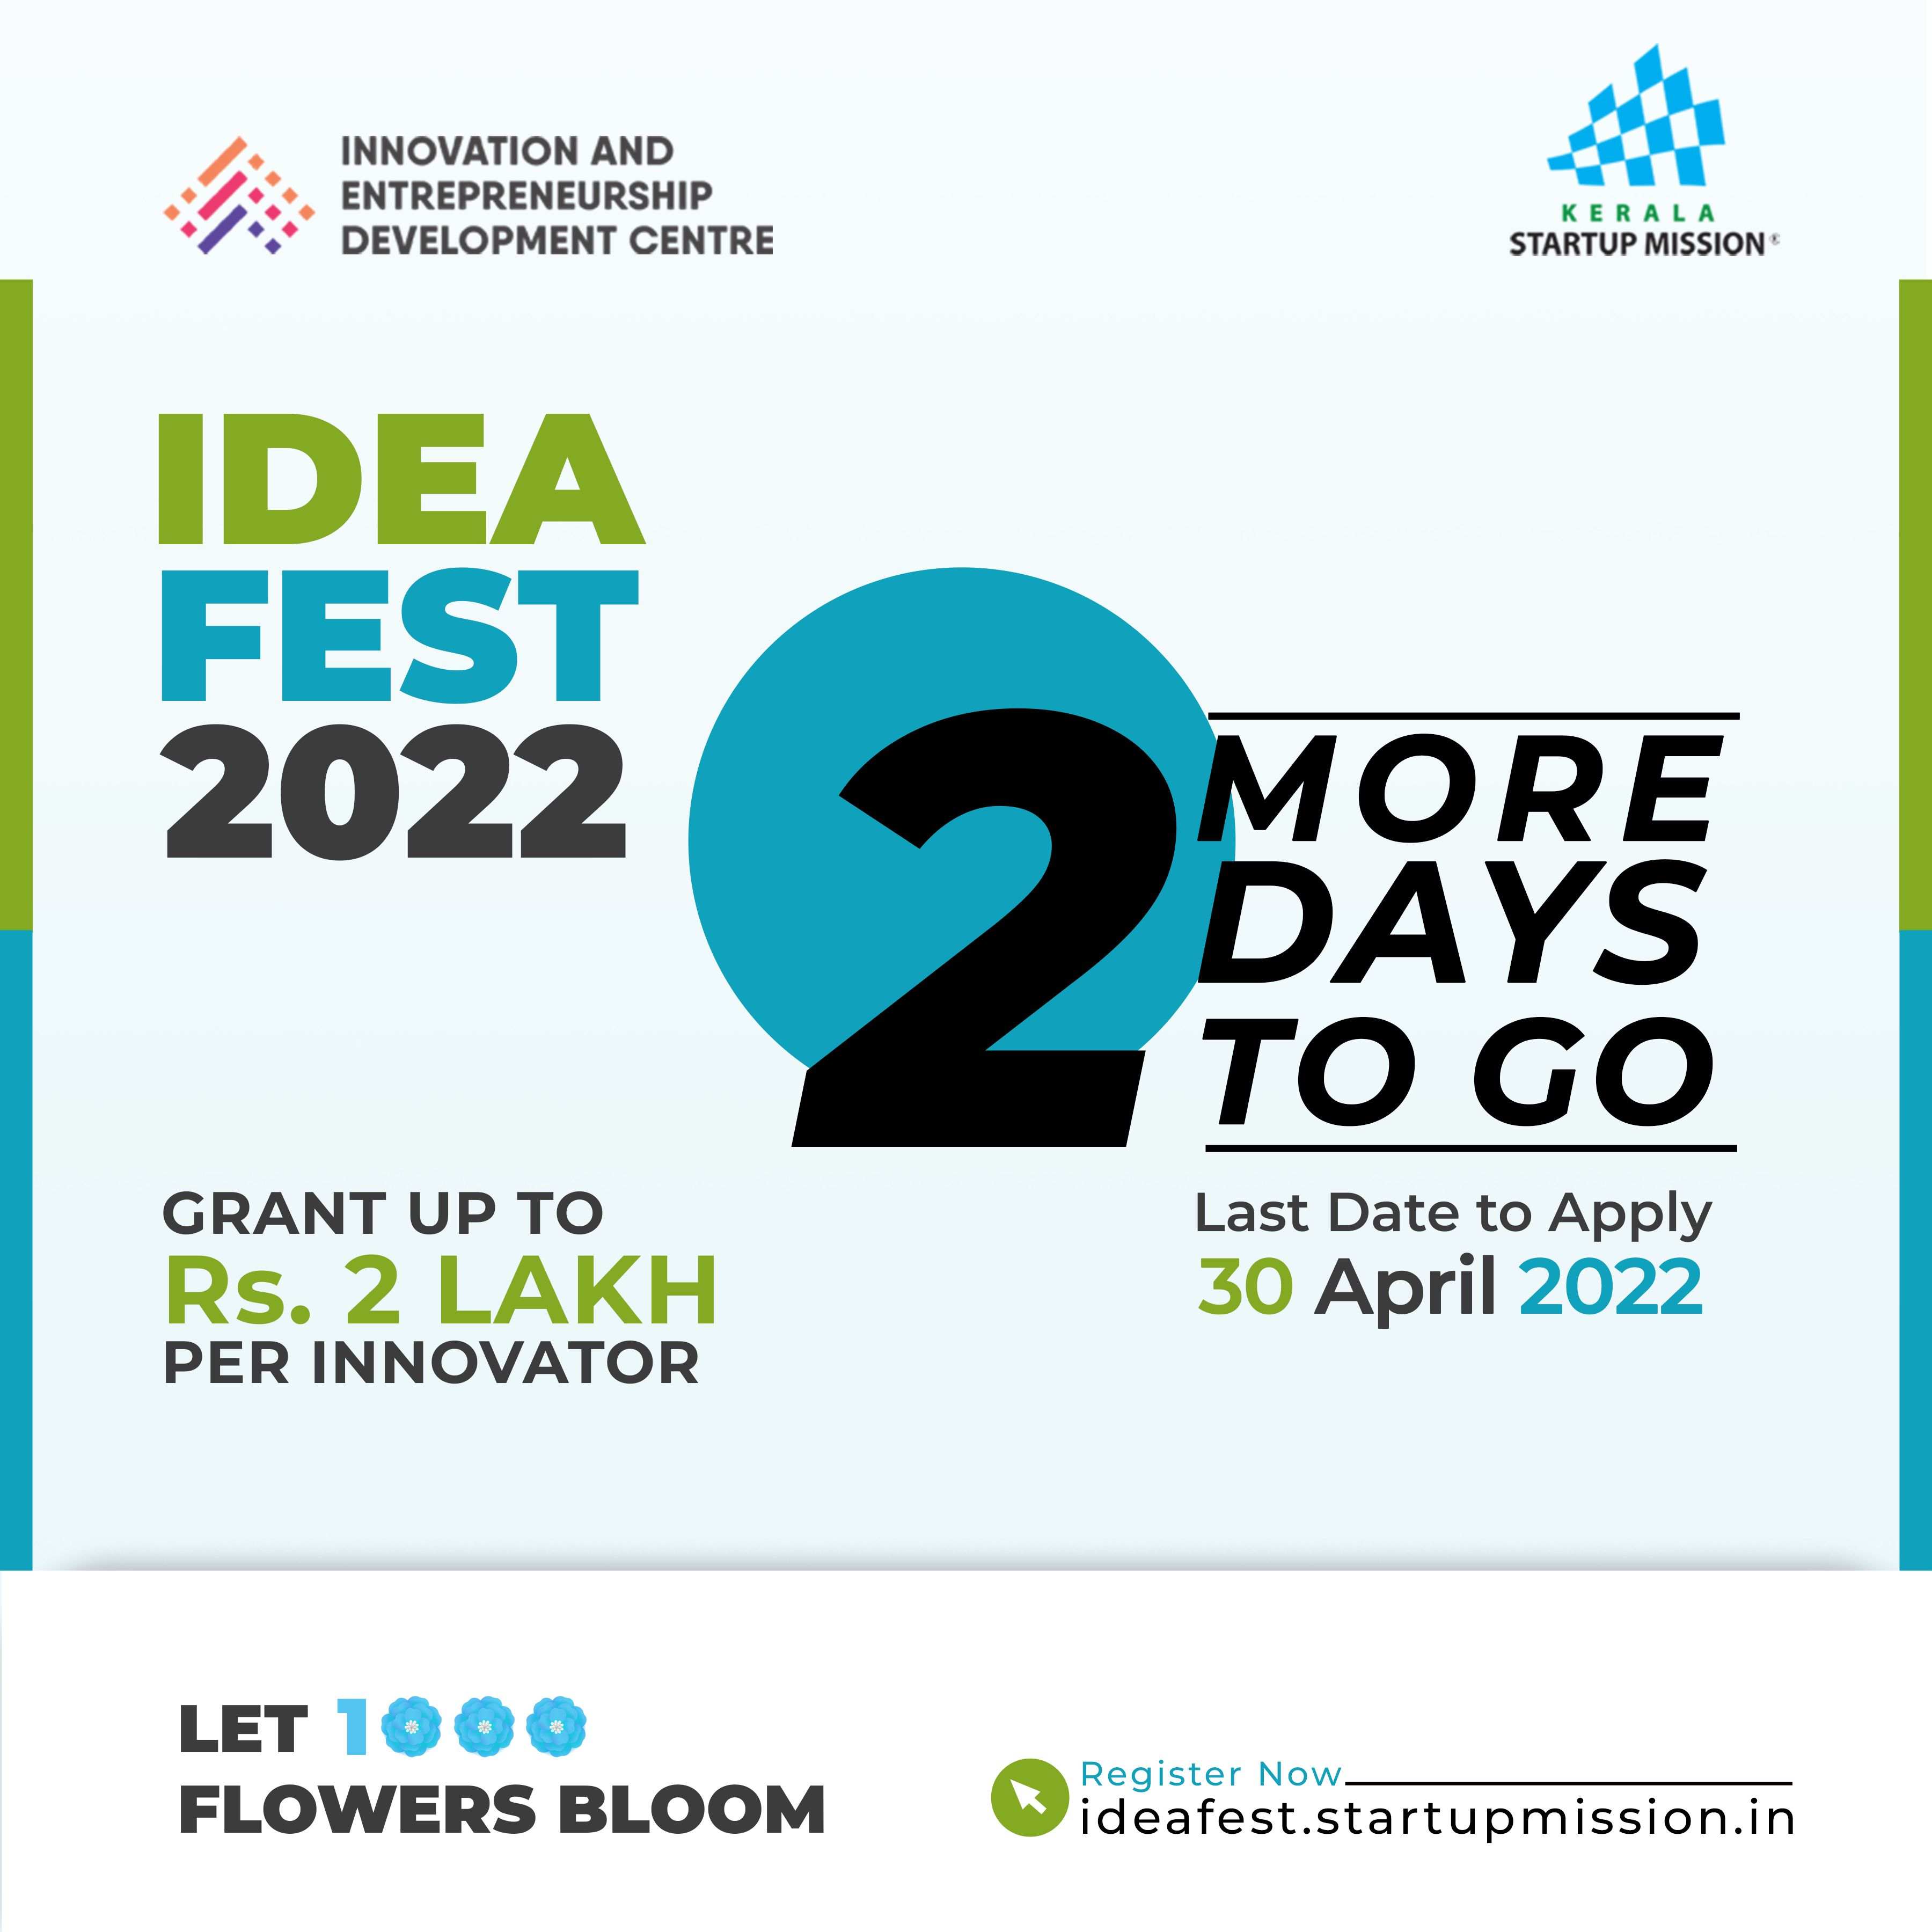 INNOVATION AND
ENTREPRENEURSHIP
DEVELOPMENT CENTRE
KERALA
STARTUP MISSION®
IDEA
FEST
2022
2
MORE
DAYS
TO GO
GRANT UP TO
Rs. 2 LAKH
PER INNOVATOR
Last Date to Apply
30 April 2022
LET 1000
FLOWERS BLOOM
Register Now
ideafest.startupmission.in